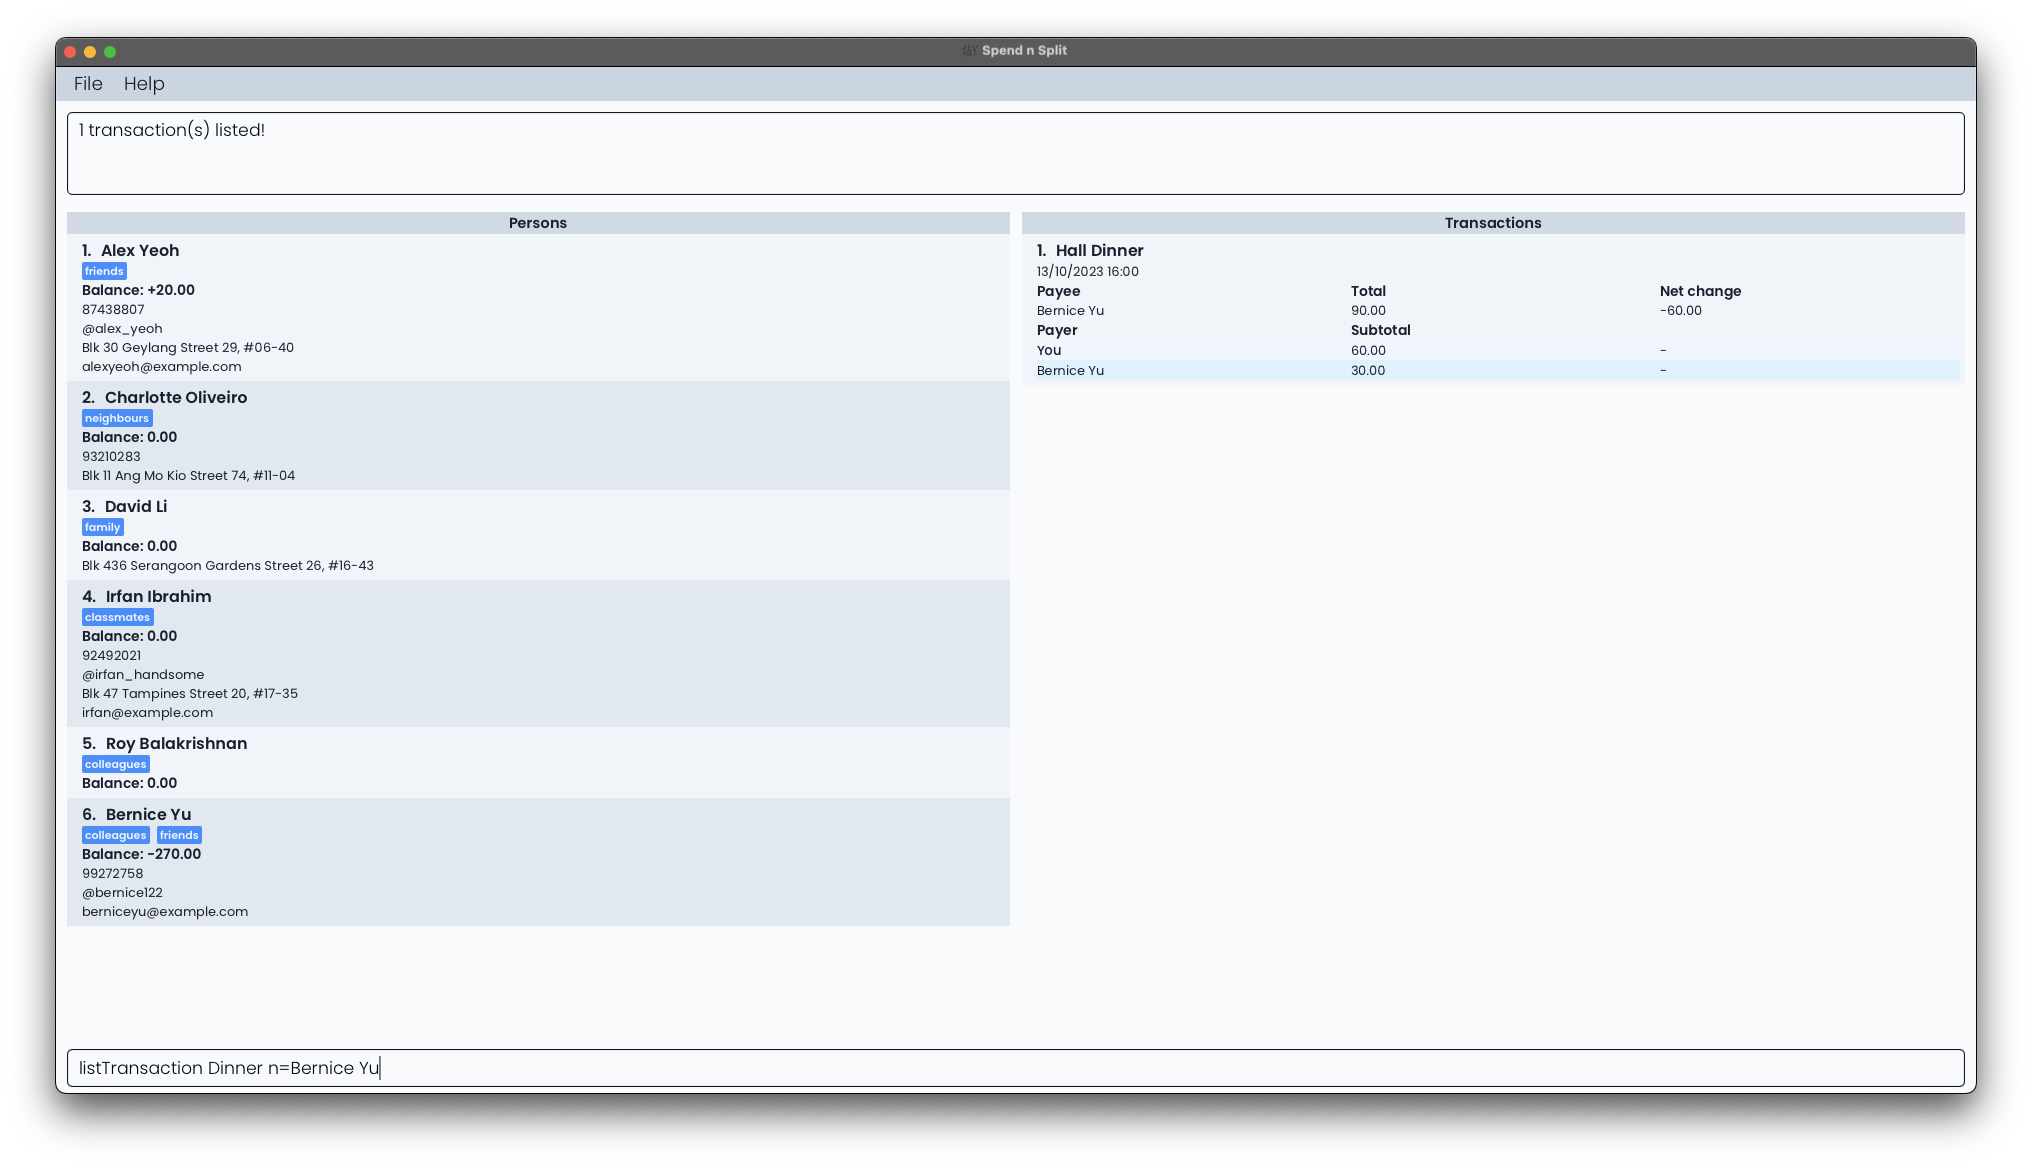 Spend n Split
File Help
1 transaction(s) listed!
Persons
1. Alex Yeoh
friends
Balance: +20.00
87438807
@alex_yeoh
Blk 30 Geylang Street 29, #06-40
alexyeoh@example.com
2. Charlotte Oliveiro
neighbours
Balance: 0.00
93210283
Blk 11 Ang Mo Kio Street 74, #11-04
3. David Li
family
Balance: 0.00
Blk 436 Serangoon Gardens Street 26, #16-43
4. Irfan Ibrahim
classmates
Balance: 0.00
92492021
@irfan_handsome
Blk 47 Tampines Street 20, #17-35
irfan@example.com
5. Roy Balakrishnan
colleagues
Balance: 0.00
6. Bernice Yu
colleagues friends
Balance: -270.00
99272758
@bernice122
berniceyu@example.com
Transactions
1. Hall Dinner
13/10/2023 16:00
Payee Total Net change
Bernice Yu 90.00 -60.00
Payer Subtotal
You 60.00 -
Bernice Yu 30.00 -
listTransaction Dinner n=Bernice Yu